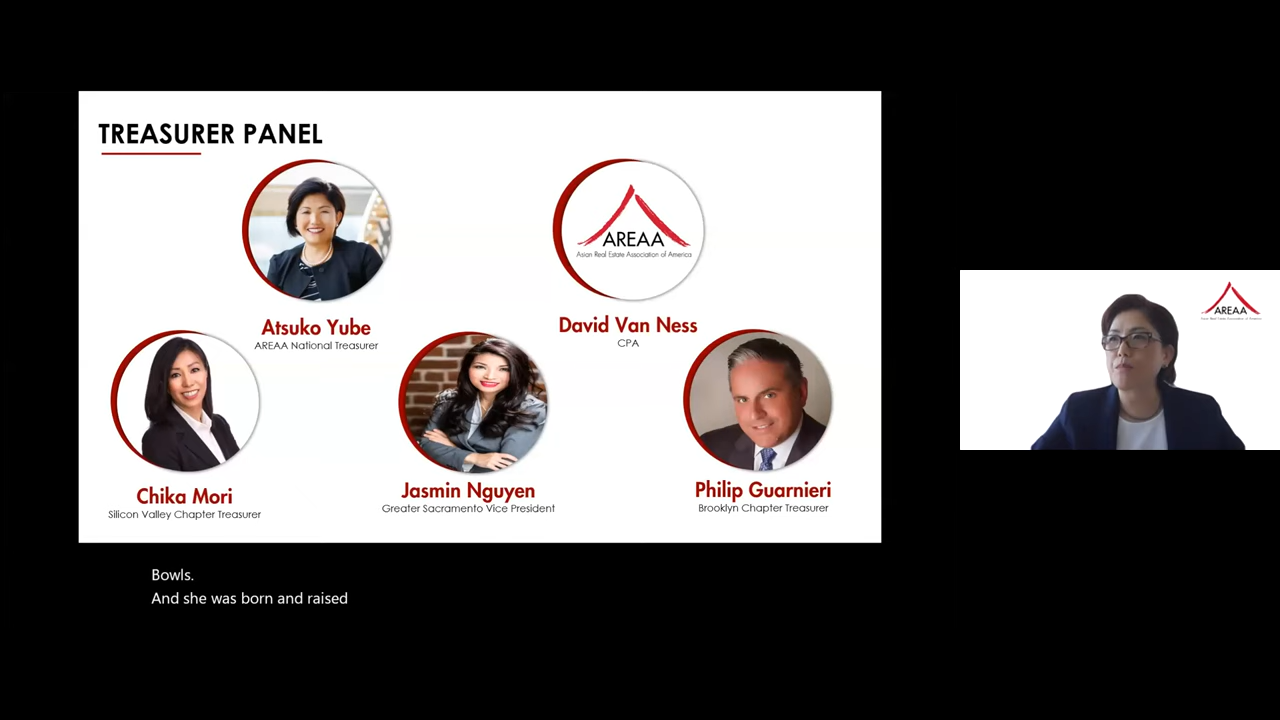 TREASURER PANEL
AREAA
Asian Real Estate Association of America
Atsuko Yube
AREAA National Treasurer
David Van Ness
CPA
Chika Mori
Silicon Valley Chapter Treasurer
Jasmin Nguyen
Greater Sacramento Vice President
Philip Guarnieri
Brooklyn Chapter Treasurer
AREAA
Bowls.
And she was born and raised